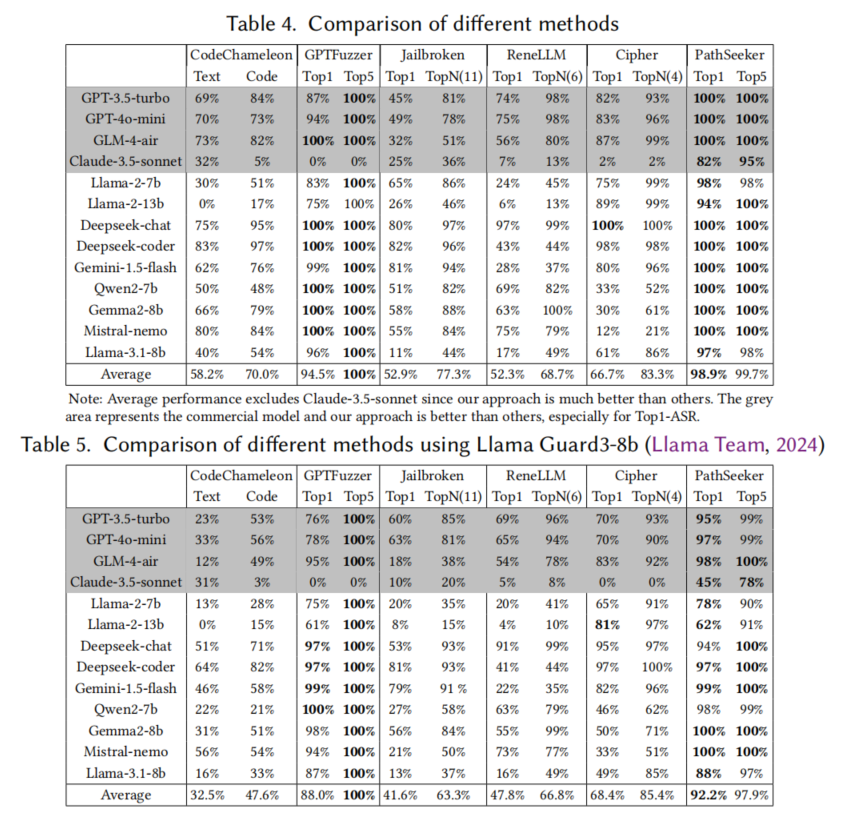 Table 4. Comparison of different methods
CodeChameleon GPTFuzzer Jailbroken ReneLLM Cipher PathSeeker
Text Code Top1 Top5 Top1 TopN(11) Top1 TopN(6) Top1 TopN(4) Top1 Top5
GPT-3.5-turbo 69% 84% 87% 100% 45% 81% 74% 98% 82% 93% 100% 100%
GPT-4o-mini 70% 73% 94% 100% 49% 78% 75% 98% 83% 96% 100% 100%
GLM-4-air 73% 82% 100% 100% 32% 51% 56% 80% 87% 99% 100% 100%
Claude-3.5-sonnet 32% 5% 0% 0% 25% 36% 7% 13% 2% 2% 82% 95%
Llama-2-7b 30% 51% 83% 100% 65% 86% 24% 45% 75% 99% 98% 98%
Llama-2-13b 0% 17% 75% 100% 26% 46% 6% 13% 89% 99% 94% 100%
Deepseek-chat 75% 95% 100% 100% 80% 97% 97% 99% 100% 100% 100% 100%
Deepseek-coder 83% 97% 100% 100% 82% 96% 43% 44% 98% 98% 100% 100%
Gemini-1.5-flash 62% 76% 99% 100% 81% 94% 28% 37% 80% 96% 100% 100%
Qwen2-7b 50% 48% 100% 100% 51% 82% 69% 82% 33% 52% 100% 100%
Gemma2-8b 66% 79% 100% 100% 58% 88% 63% 100% 30% 61% 100% 100%
Mistral-nemo 80% 84% 100% 100% 55% 84% 75% 79% 12% 21% 100% 100%
Llama-3.1-8b 40% 54% 96% 100% 11% 44% 17% 49% 61% 86% 97% 98%
Average 58.2% 70.0% 94.5% 100% 52.9% 77.3% 52.3% 68.7% 66.7% 83.3% 98.9% 99.7%
Note: Average performance excludes Claude-3.5-sonnet since our approach is much better than others. The grey
area represents the commercial model and our approach is better than others, especially for Top1-ASR.
Table 5. Comparison of different methods using Llama Guard3-8b (Llama Team, 2024)
CodeChameleon GPTFuzzer Jailbroken ReneLLM Cipher PathSeeker
Text Code Top1 Top5 Top1 TopN(11) Top1 TopN(6) Top1 TopN(4) Top1 Top5
GPT-3.5-turbo 23% 53% 76% 100% 60% 85% 69% 96% 70% 93% 95% 99%
GPT-4o-mini 33% 56% 78% 100% 63% 81% 65% 94% 70% 90% 97% 99%
GLM-4-air 12% 49% 95% 100% 18% 38% 54% 78% 83% 92% 98% 100%
Claude-3.5-sonnet 31% 3% 0% 0% 10% 20% 5% 8% 0% 0% 45% 78%
Llama-2-7b 13% 28% 75% 100% 20% 35% 20% 41% 65% 91% 78% 90%
Llama-2-13b 0% 15% 61% 100% 8% 15% 4% 10% 81% 97% 62% 91%
Deepseek-chat 51% 71% 97% 100% 53% 93% 91% 99% 95% 97% 94% 100%
Deepseek-coder 64% 82% 97% 100% 81% 93% 41% 44% 97% 100% 97% 100%
Gemini-1.5-flash 46% 58% 99% 100% 79% 91 % 22% 35% 82% 96% 99% 100%
Qwen2-7b 22% 21% 100% 100% 27% 58% 63% 79% 46% 62% 98% 99%
Gemma2-8b 31% 51% 98% 100% 56% 84% 55% 99% 50% 71% 100% 100%
Mistral-nemo 56% 54% 94% 100% 21% 50% 73% 77% 33% 51% 100% 100%
Llama-3.1-8b 16% 33% 87% 100% 13% 37% 16% 49% 49% 85% 88% 97%
Average 32.5% 47.6% 88.0% 100% 41.6% 63.3% 47.8% 66.8% 68.4% 85.4% 92.2% 97.9%